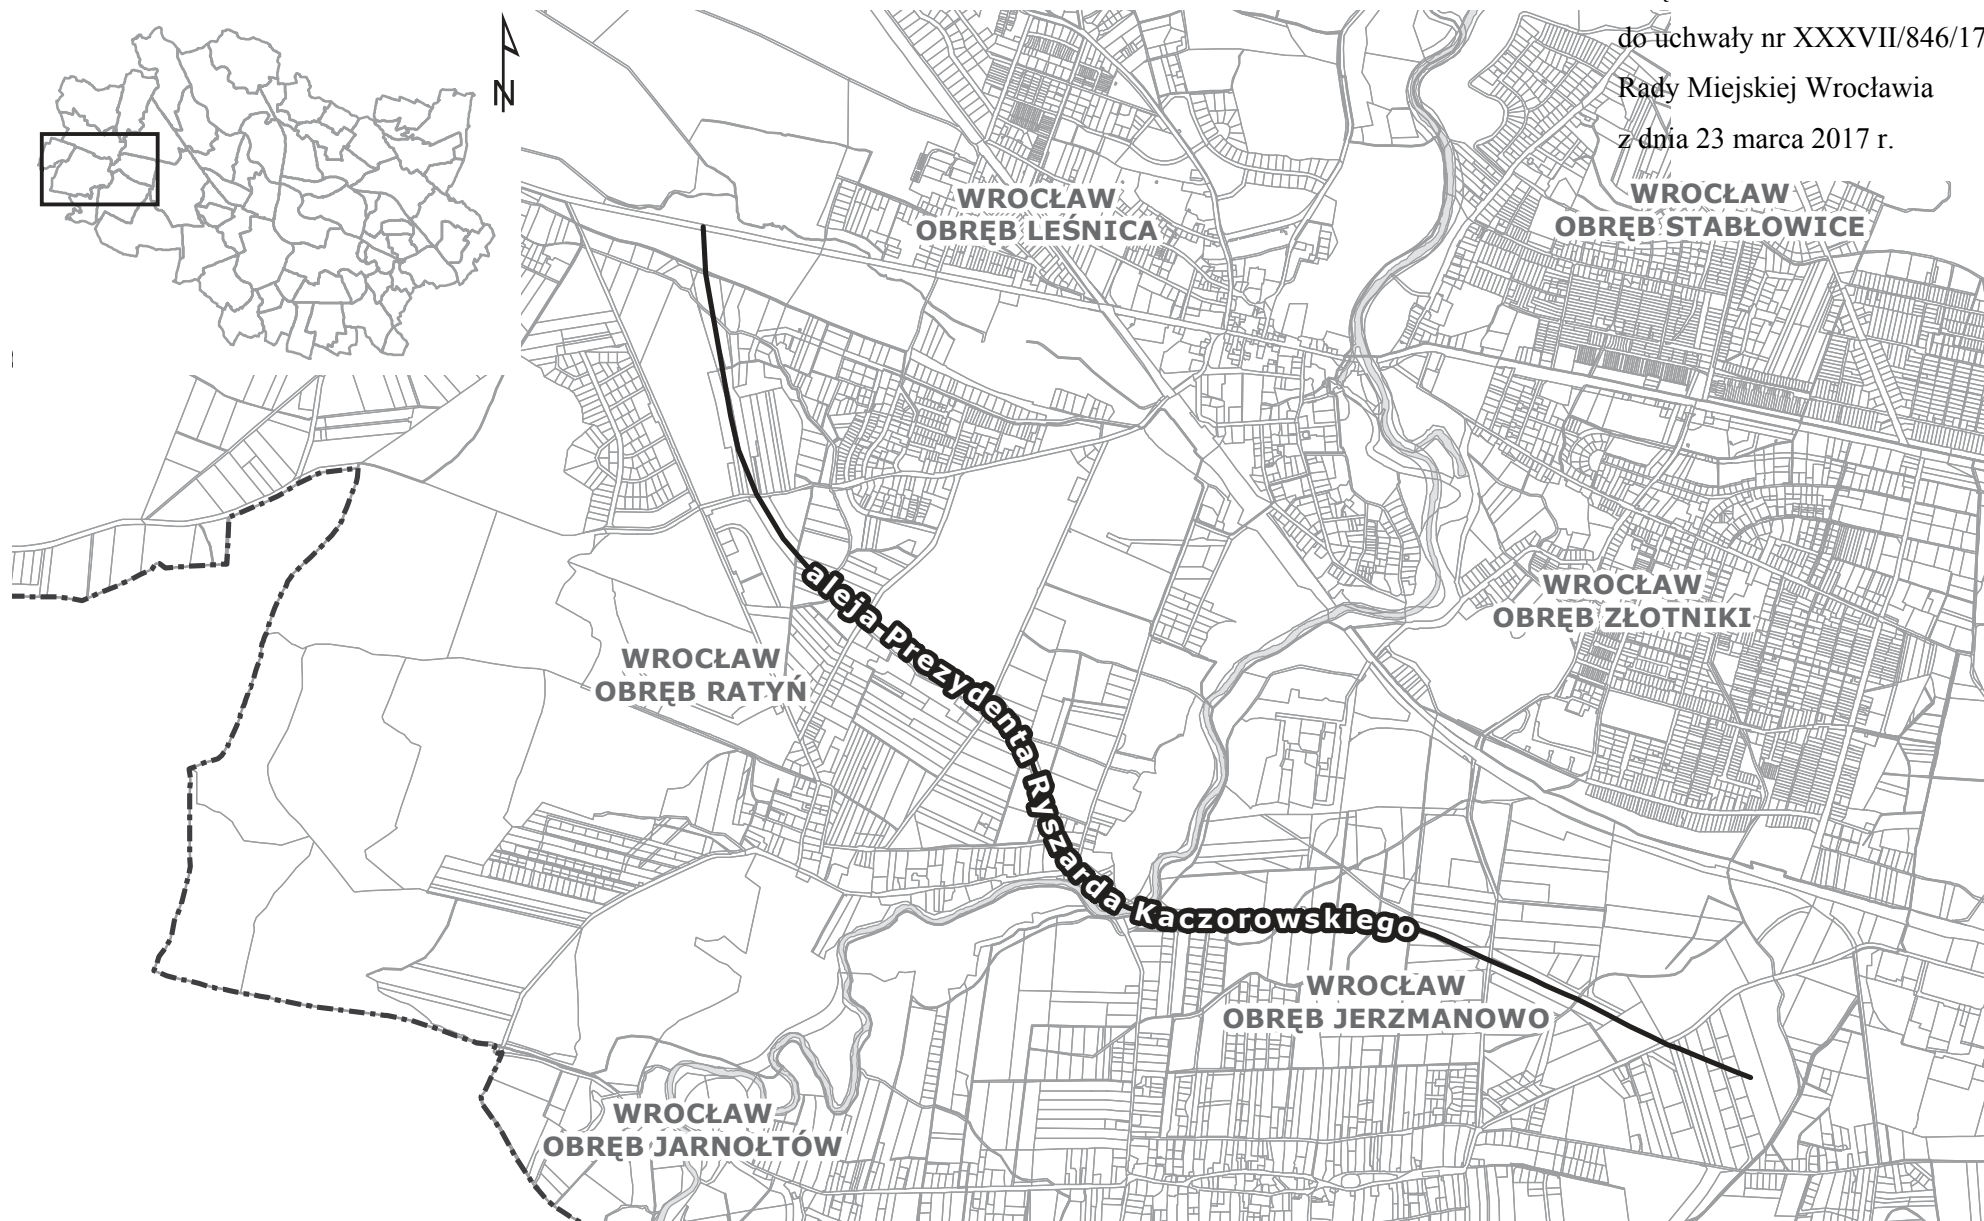 do uchwały nr XXXVII/846/17
Rady Miejskiej Wrocławia
z dnia 23 marca 2017 r.
N
WROCŁAW
OBRĘB LEŚNICA
WROCŁAW
OBRĘB STABŁOWICE
WROCŁAW
OBRĘB ZŁOTNIKI
WROCŁAW
OBRĘB RATYŃ
aleja Prezydenta Ryszarda Kaczorowskiego
WROCŁAW
OBRĘB JERZMANOWO
WROCŁAW
OBRĘB JARNOŁTÓW